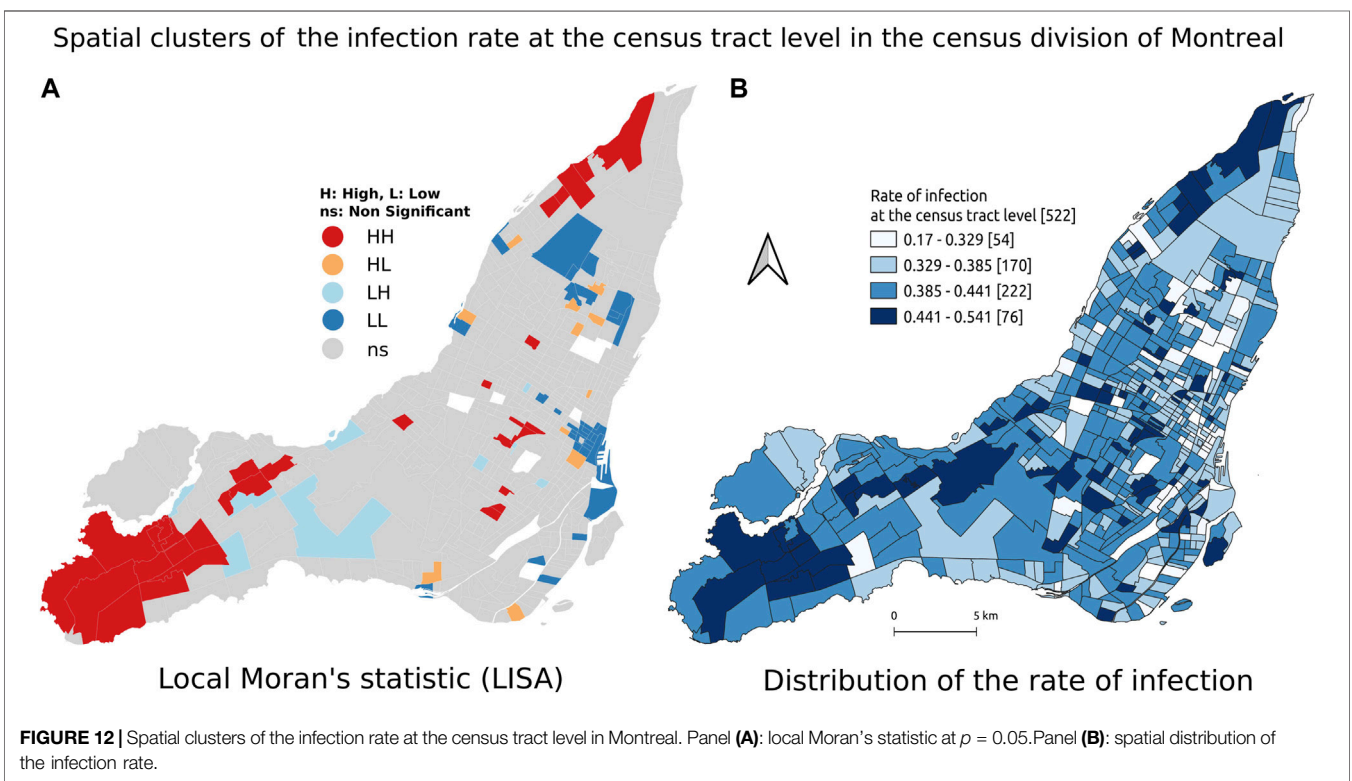 Spatial clusters of the infection rate at the census tract level in the census division of Montreal
A
B
H: High, L: Low
ns: Non Significant
HH
HL
LH
LL
ns
Rate of infection
at the census tract level [522]
0.17 - 0.329 [54]
0.329 - 0.385 [170]
0.385 - 0.441 [222]
0.441 - 0.541 [76]
0
5 km
Local Moran's statistic (LISA)
Distribution of the rate of infection
FIGURE 12 | Spatial clusters of the infection rate at the census tract level in Montreal. Panel (A): local Moran’s statistic at p = 0.05.Panel (B): spatial distribution of
the infection rate.